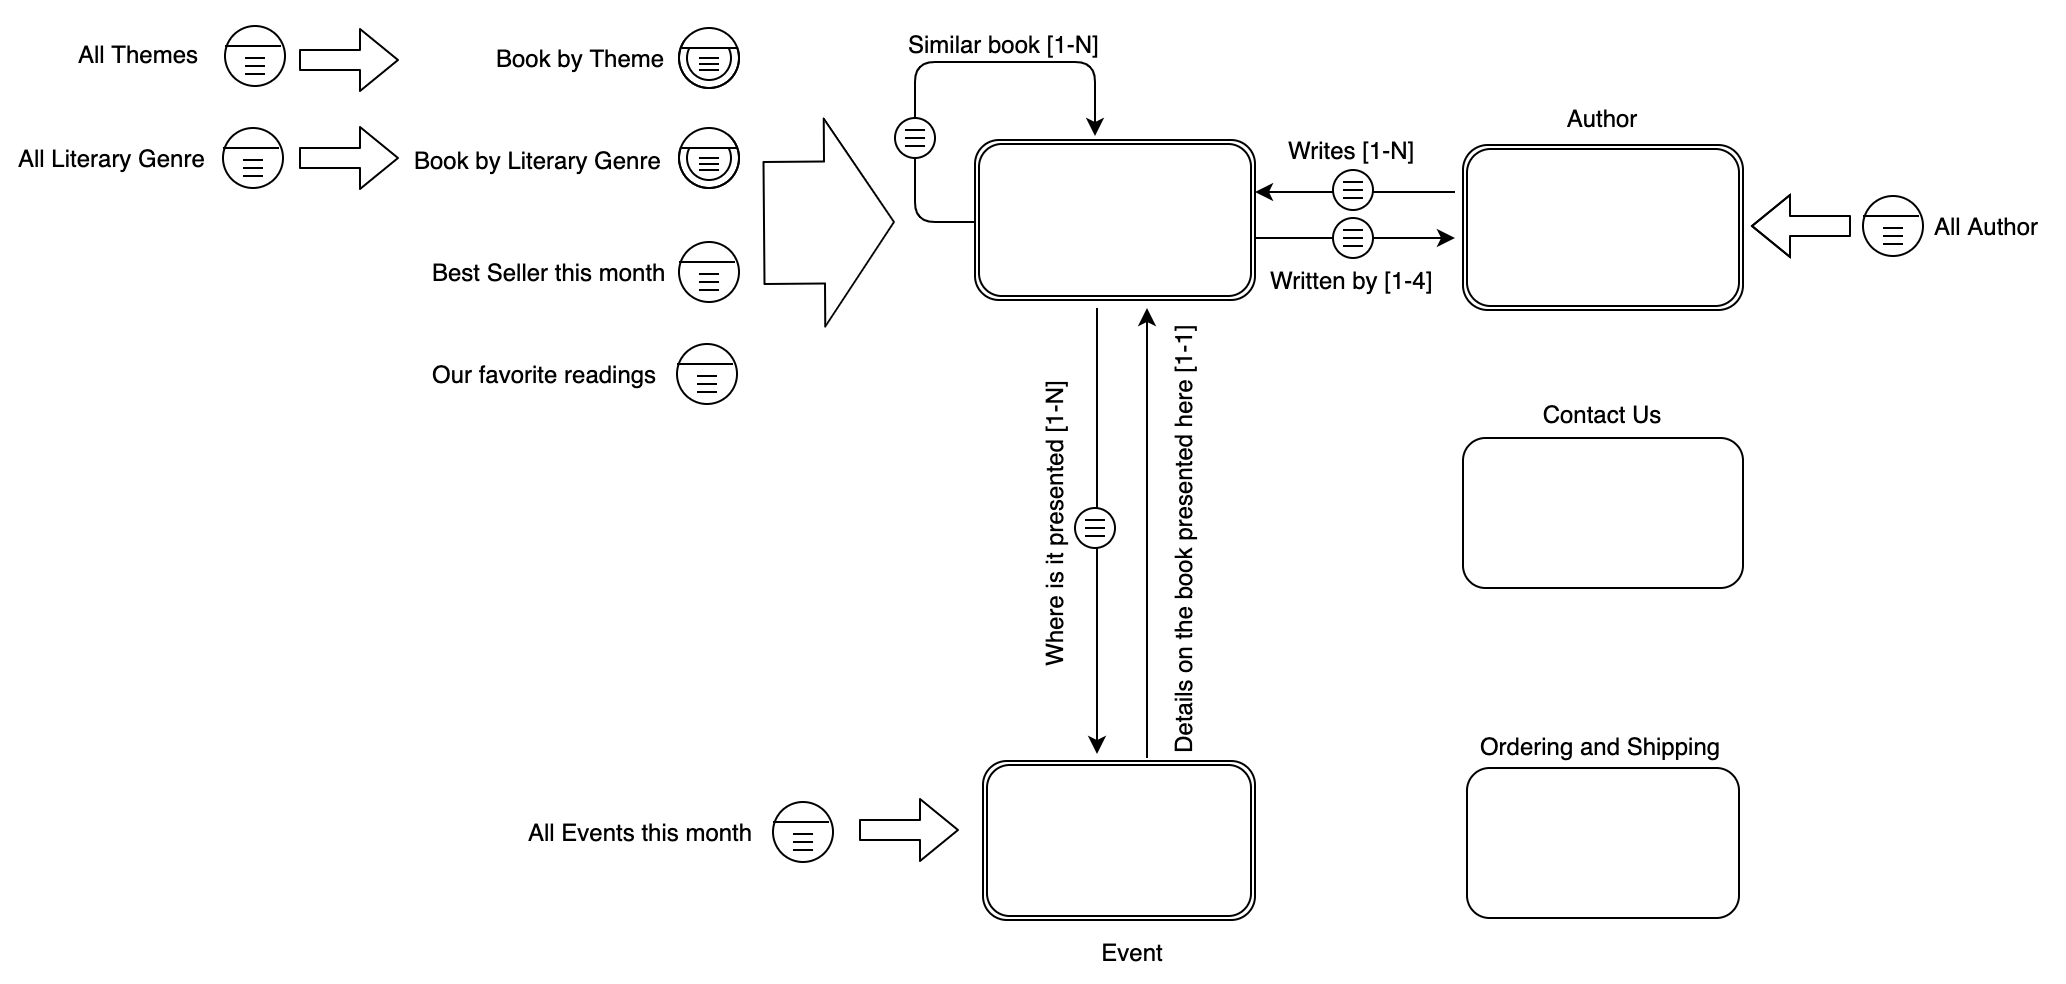 All Themes
Book by Theme
Similar book [1-N]
Author
All Literary Genre
Book by Literary Genre
Writes [1-N]
All Author
Best Seller this month
Written by [1-4]
Our favorite readings
Where is it presented [1-N]
Details on the book presented here [1-1]
Contact Us
Ordering and Shipping
All Events this month
Event